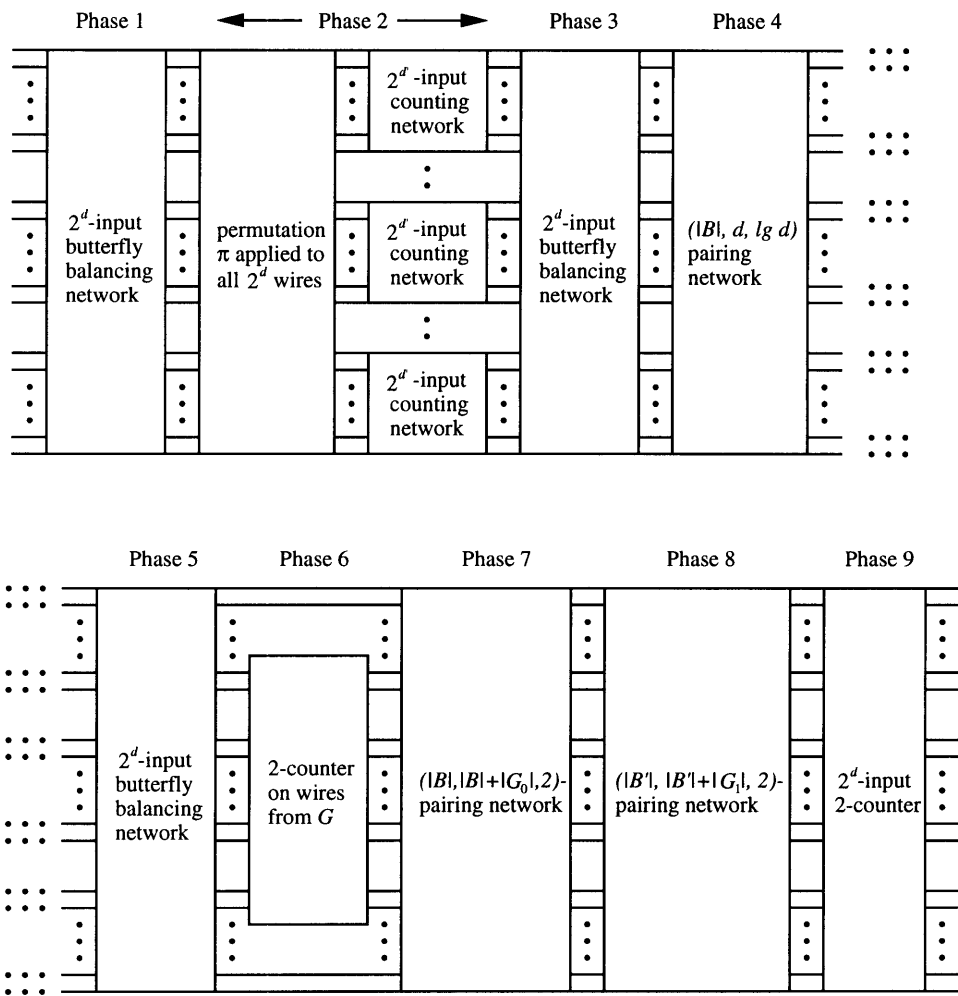 Phase 1
Phase 2
Phase 3
Phase 4
2^d-input
butterfly
balancing
network
permutation
π applied to
all 2^d wires
2^d' -input
counting
network
2^d' -input
counting
network
2^d' -input
counting
network
2^d-input
butterfly
balancing
network
(|B|, d, lg d)
pairing
network
Phase 5
Phase 6
Phase 7
Phase 8
Phase 9
2^d-input
butterfly
balancing
network
2-counter
on wires
from G
(|B|,|B|+|G₀|,2)-
pairing network
(|B'|, |B'|+|G₁|, 2)-
pairing network
2^d-input
2-counter